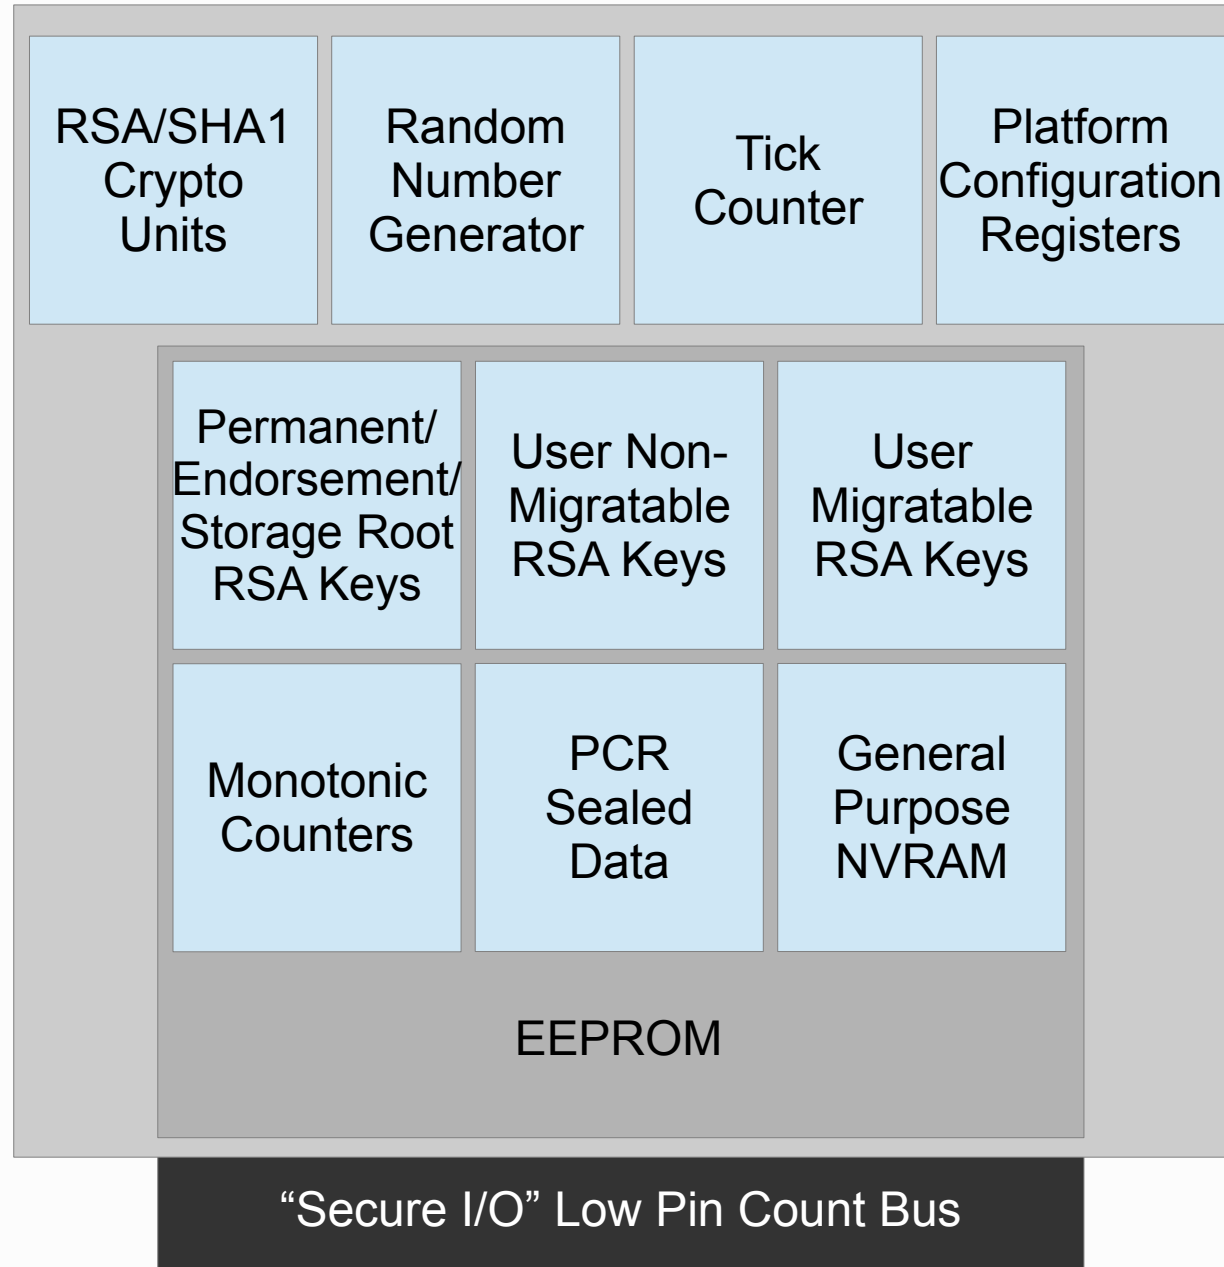 RSA/SHA1
Crypto
Units
Random
Number
Generator
Tick
Counter
Platform
Configuration
Registers
Permanent/
Endorsement/
Storage Root
RSA Keys
User Non-
Migratable
RSA Keys
User
Migratable
RSA Keys
Monotonic
Counters
PCR
Sealed
Data
General
Purpose
NVRAM
EEPROM
“Secure I/O” Low Pin Count Bus